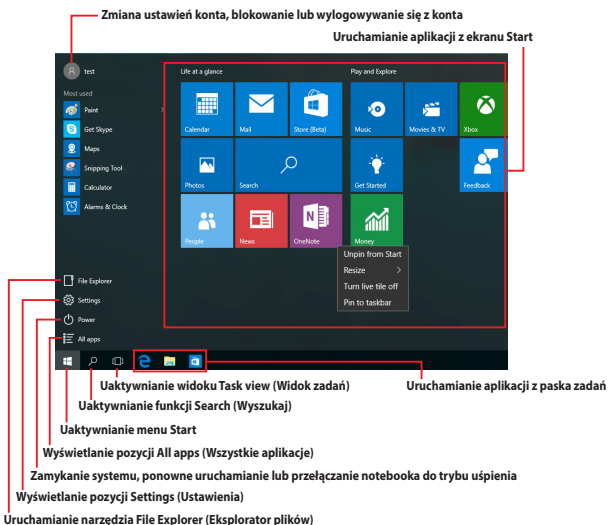 Zmiana ustawień konta, blokowanie lub wylogowywanie się z konta
Uruchamianie aplikacji z ekranu Start
test
Life at a glance
Play and Explore
Most used
Paint
Get Skype
Maps
Snipping Tool
Calculator
Alarms & Clock
Calendar
Mail
Store (Beta)
Music
Movies & TV
Xbox
Photos
Search
Get Started
Feedback
People
News
OneNote
Money
Unpin from Start
Resize
Turn live tile off
Pin to taskbar
File Explorer
Settings
Power
All apps
Uaktywnianie widoku Task view (Widok zadań)
Uruchamianie aplikacji z paska zadań
Uaktywnianie funkcji Search (Wyszukaj)
Uaktywnianie menu Start
Wyświetlanie pozycji All apps (Wszystkie aplikacje)
Zamykanie systemu, ponowne uruchamianie lub przełączanie notebooka do trybu uśpienia
Wyświetlanie pozycji Settings (Ustawienia)
Uruchamianie narzędzia File Explorer (Eksplorator plików)